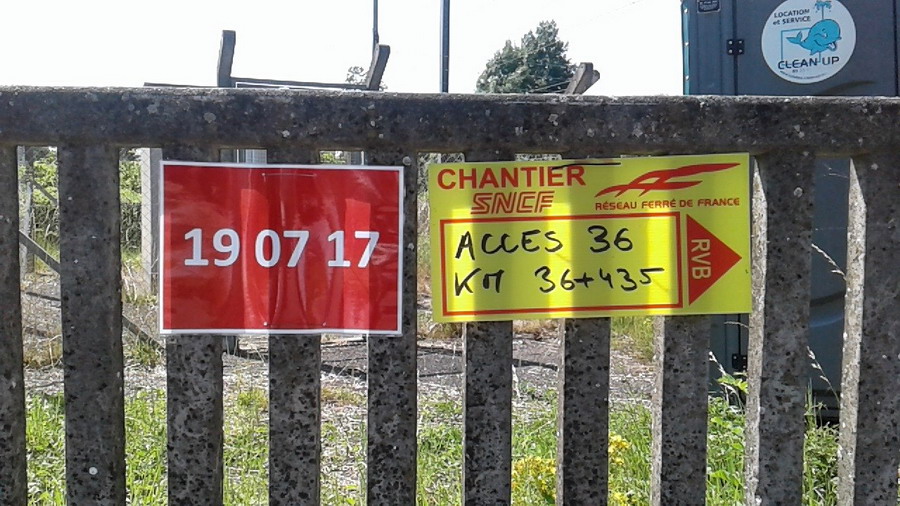 LOCATION
et SERVICE
CLEAN UP
19 07 17
CHANTIER
SNCF
RÉSEAU FERRÉ DE FRANCE
ACCES 36
KM 36+435
RVB